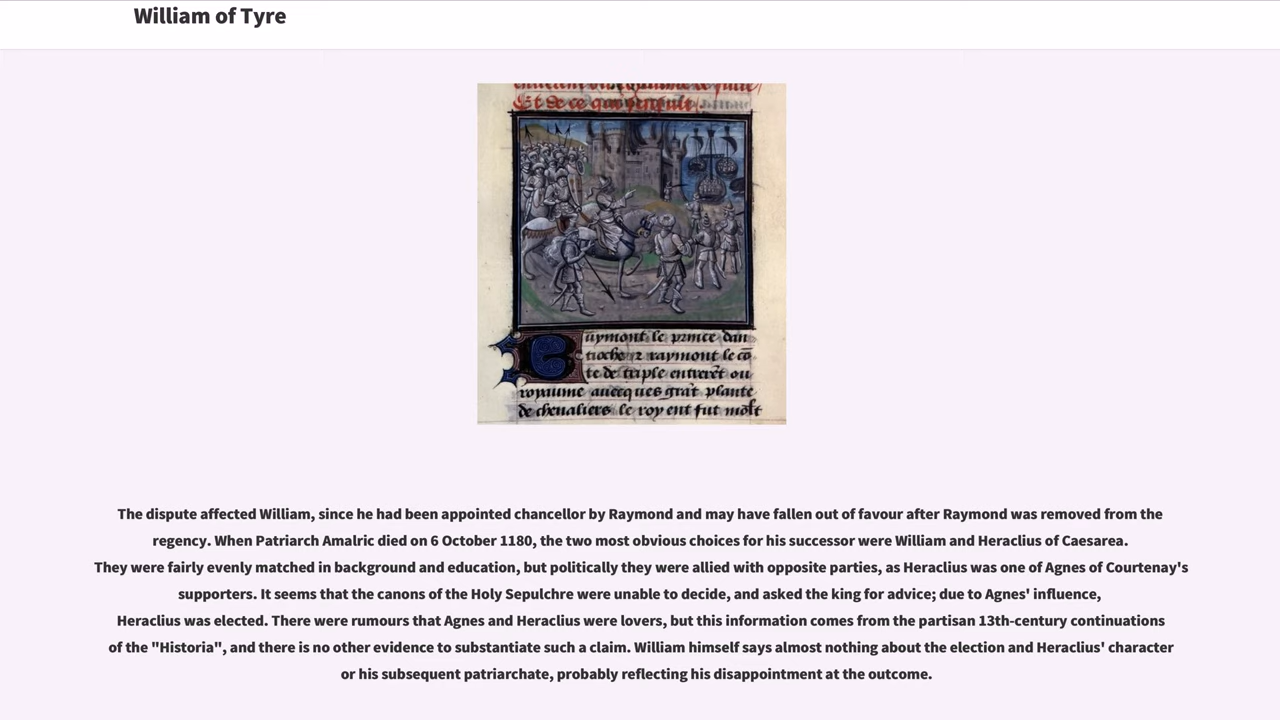 William of Tyre
Et de ce que
uymont le prince dan
tioche 2 raymont le cō
te de triple entrerēt ou
royaume auecques grāt plante
de chevaliers le roy ent fut molt
The dispute affected William, since he had been appointed chancellor by Raymond and may have fallen out of favour after Raymond was removed from the
regency. When Patriarch Amalric died on 6 October 1180, the two most obvious choices for his successor were William and Heraclius of Caesarea.
They were fairly evenly matched in background and education, but politically they were allied with opposite parties, as Heraclius was one of Agnes of Courtenay's
supporters. It seems that the canons of the Holy Sepulchre were unable to decide, and asked the king for advice; due to Agnes' influence,
Heraclius was elected. There were rumours that Agnes and Heraclius were lovers, but this information comes from the partisan 13th-century continuations
of the "Historia", and there is no other evidence to substantiate such a claim. William himself says almost nothing about the election and Heraclius' character
or his subsequent patriarchate, probably reflecting his disappointment at the outcome.